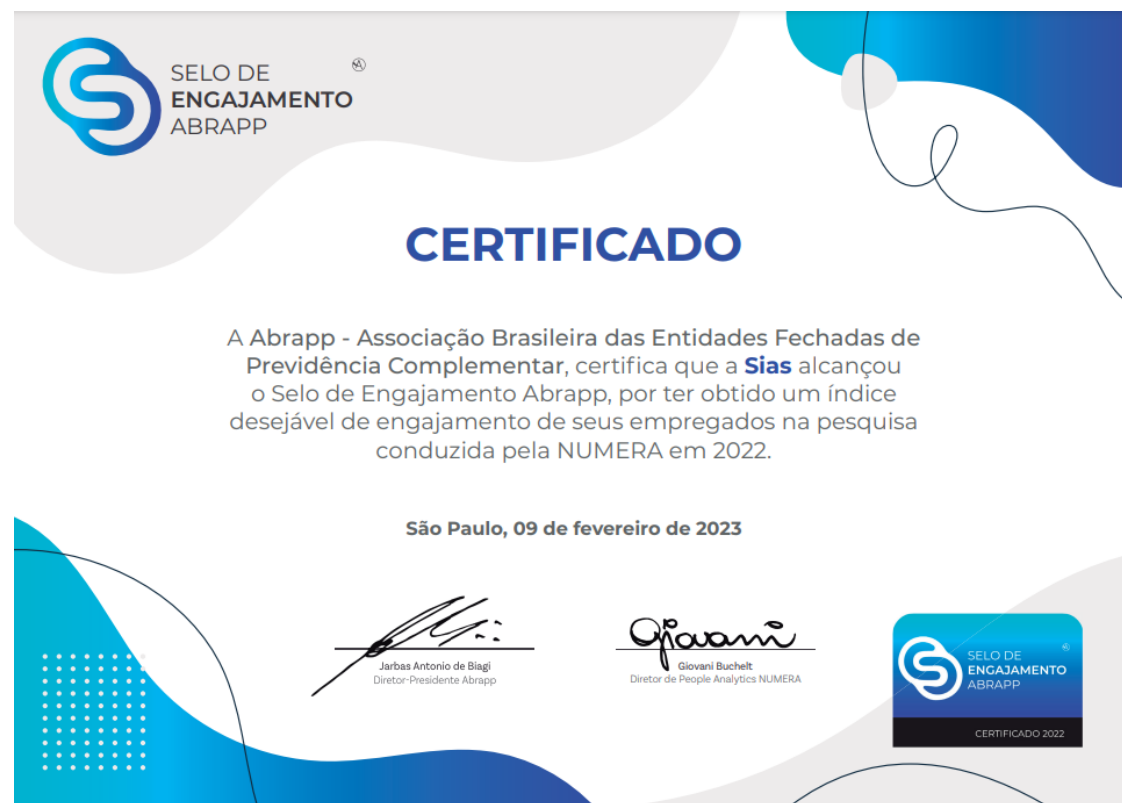 SELO DE
ENGAJAMENTO
ABRAPP
CERTIFICADO
A Abrapp - Associação Brasileira das Entidades Fechadas de
Previdência Complementar, certifica que a Sias alcançou
o Selo de Engajamento Abrapp, por ter obtido um índice
desejável de engajamento de seus empregados na pesquisa
conduzida pela NUMERA em 2022.
São Paulo, 09 de fevereiro de 2023
Jarbas Antonio de Biagi
Diretor-Presidente Abrapp
Giovani
Giovani Buchelt
Diretor de People Analytics NUMERA
SELO DE
ENGAJAMENTO
ABRAPP
CERTIFICADO 2022